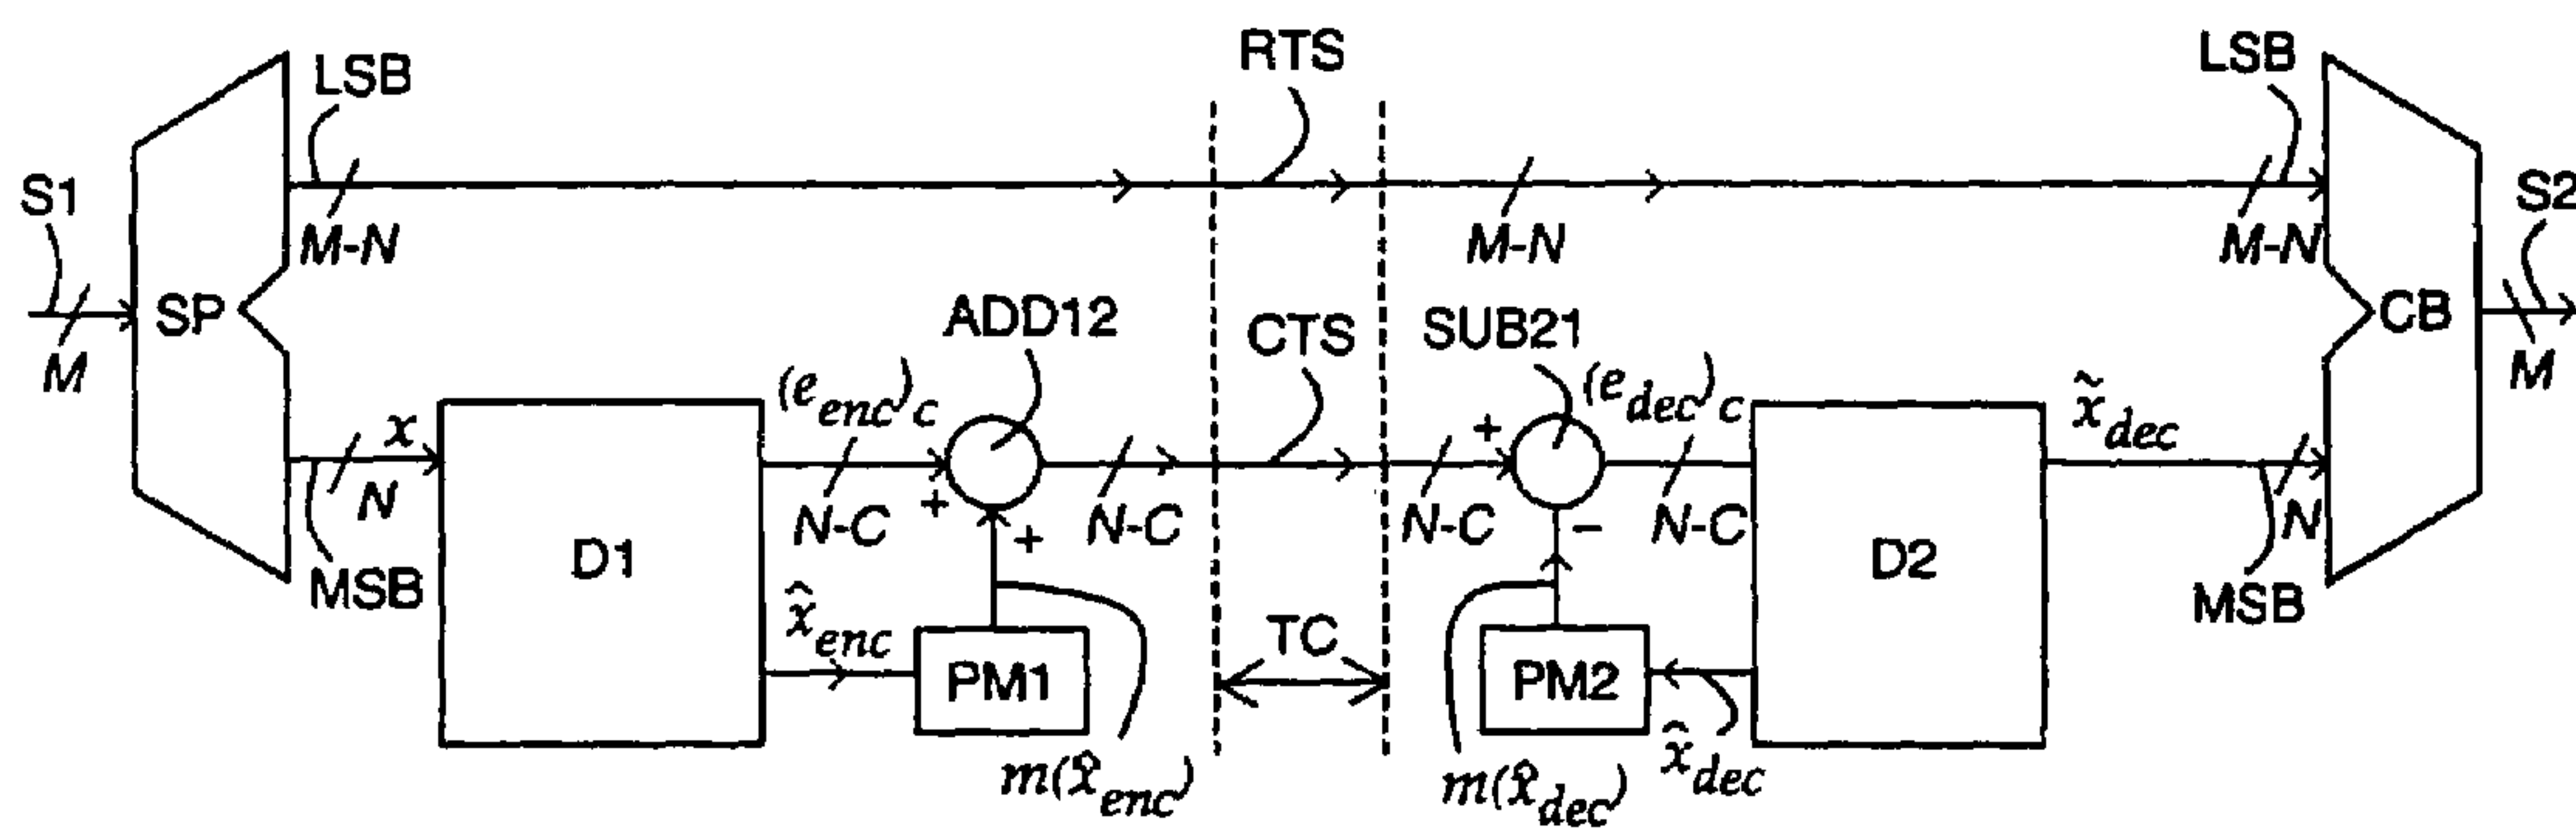 RTS
LSB
LSB
S1
S2
M-N
M-N
M-N
SP
ADD12
CTS
SUB21
CB
M
M
(e_enc)_c
(e_dec)_c
x̃_dec
x
+
N
+
N-C
N-C
N-C
N-C
N
+
−
D1
D2
MSB
MSB
x̂_enc
TC
PM1
PM2
m(x̂_enc)
m(x̂_dec)
x̂_dec